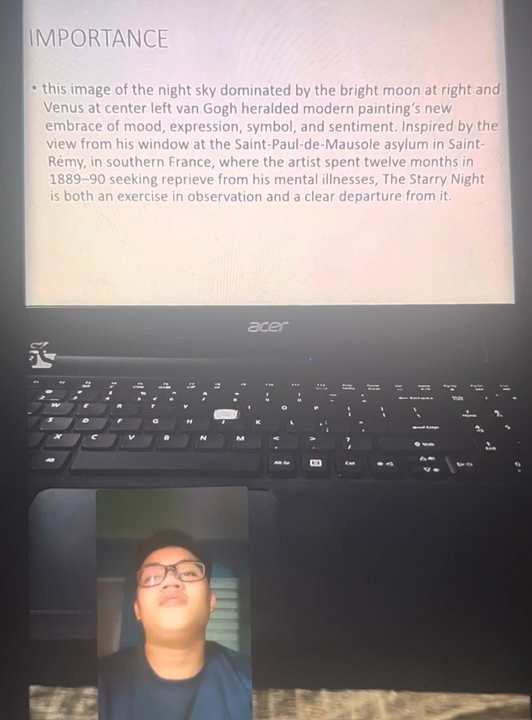 IMPORTANCE
• this image of the night sky dominated by the bright moon at right and
Venus at center left van Gogh heralded modern painting's new
embrace of mood, expression, symbol, and sentiment. Inspired by the
view from his window at the Saint-Paul-de-Mausole asylum in Saint-
Rémy, in southern France, where the artist spent twelve months in
1889–90 seeking reprieve from his mental illnesses, The Starry Night
is both an exercise in observation and a clear departure from it.
acer
W E R T Y I O P
S D F G H K L
X C V B N M < > ?
Alt Alt Gr Ctrl